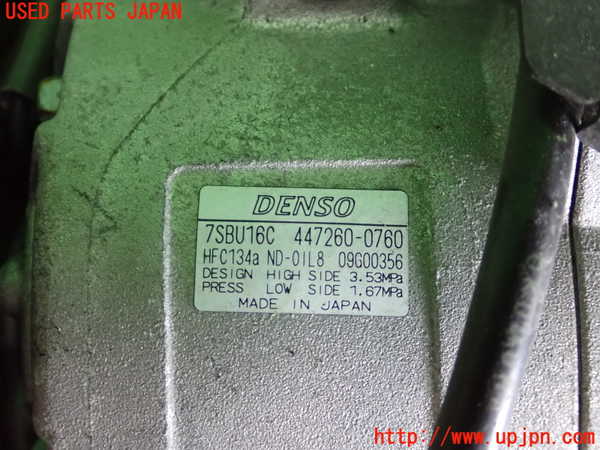 USED PARTS JAPAN
DENSO
7SBU16C 447260-0760
HFC134a ND-OIL8 09G00356
DESIGN HIGH SIDE 3.53MPa
PRESS LOW SIDE 1.67MPa
MADE IN JAPAN
http://www.upjpn.com/